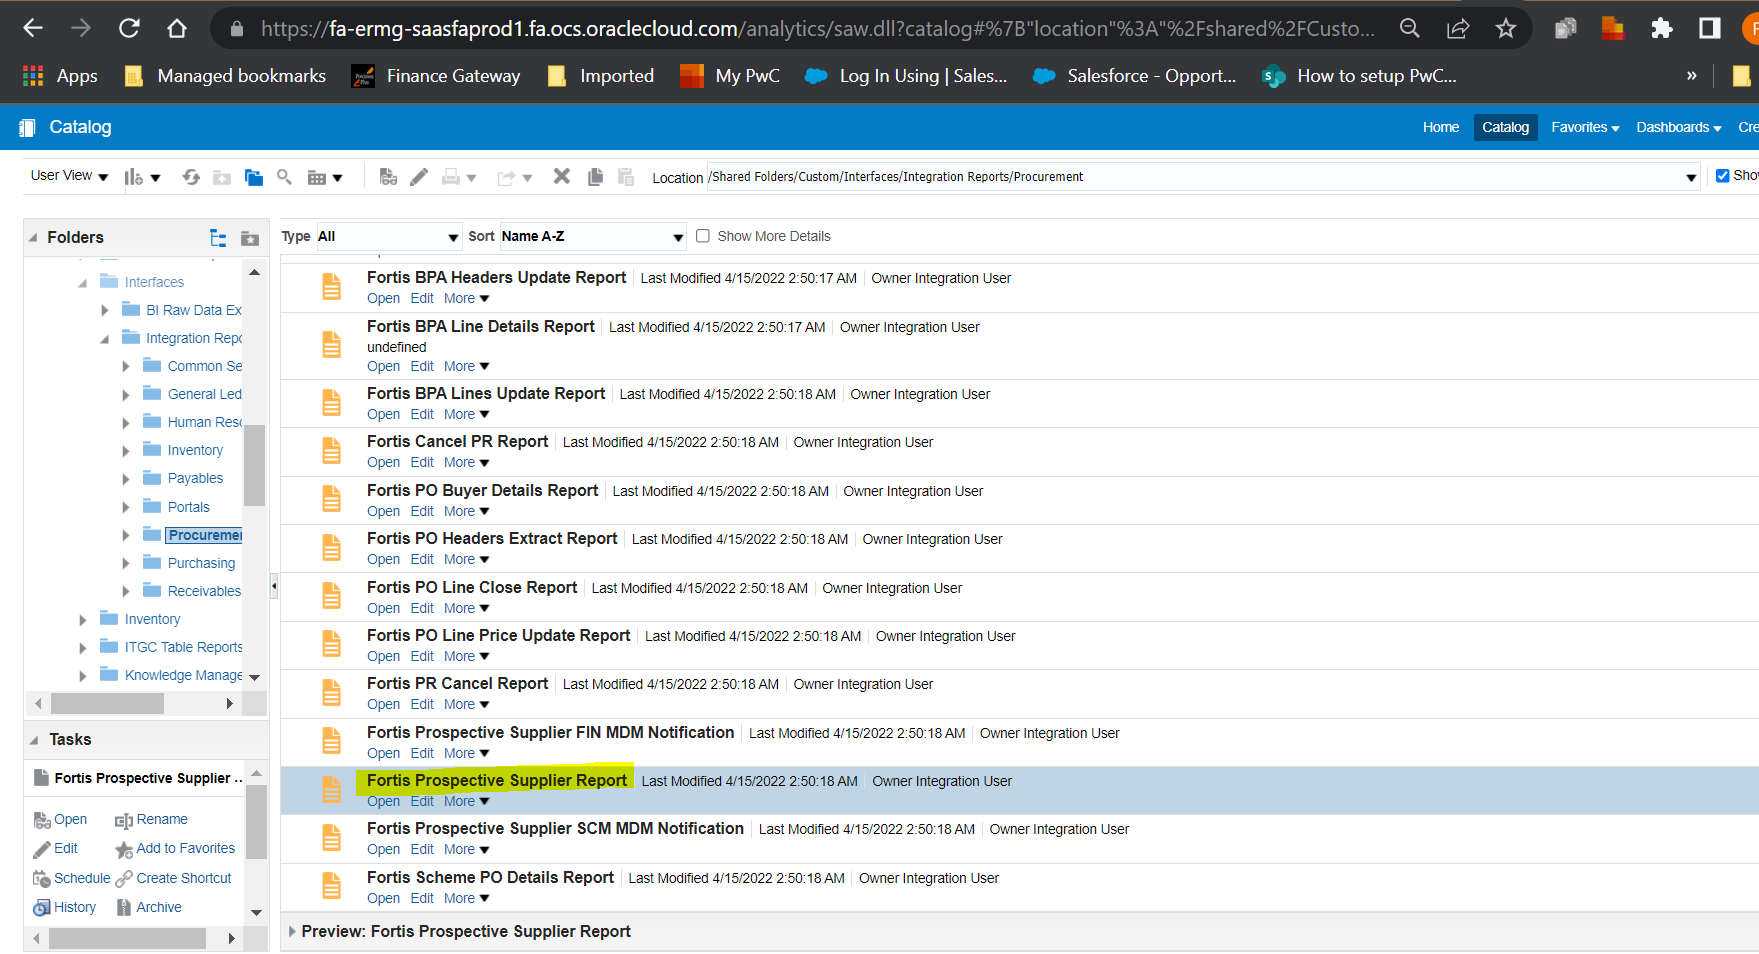 https://fa-ermg-saasfaprod1.fa.ocs.oraclecloud.com/analytics/saw.dll?catalog#%7B"location"%3A"%2Fshared%2FCusto...
Apps Managed bookmarks Finance Gateway Imported My PwC Log In Using | Sales... Salesforce - Opport... How to setup PwC... »
Catalog Home Catalog Favorites Dashboards Cre
User View Location /Shared Folders/Custom/Interfaces/Integration Reports/Procurement Sho
Folders
Type All Sort Name A-Z Show More Details
Interfaces
BI Raw Data Ex
Integration Repo
Common Se
General Led
Human Reso
Inventory
Payables
Portals
Procuremen
Purchasing
Receivables
Inventory
ITGC Table Reports
Knowledge Manage
Tasks
Fortis Prospective Supplier ..
Open Rename
Edit Add to Favorites
Schedule Create Shortcut
History Archive
Fortis BPA Headers Update Report Last Modified 4/15/2022 2:50:17 AM Owner Integration User
Open Edit More
Fortis BPA Line Details Report Last Modified 4/15/2022 2:50:17 AM Owner Integration User
undefined
Open Edit More
Fortis BPA Lines Update Report Last Modified 4/15/2022 2:50:18 AM Owner Integration User
Open Edit More
Fortis Cancel PR Report Last Modified 4/15/2022 2:50:18 AM Owner Integration User
Open Edit More
Fortis PO Buyer Details Report Last Modified 4/15/2022 2:50:18 AM Owner Integration User
Open Edit More
Fortis PO Headers Extract Report Last Modified 4/15/2022 2:50:18 AM Owner Integration User
Open Edit More
Fortis PO Line Close Report Last Modified 4/15/2022 2:50:18 AM Owner Integration User
Open Edit More
Fortis PO Line Price Update Report Last Modified 4/15/2022 2:50:18 AM Owner Integration User
Open Edit More
Fortis PR Cancel Report Last Modified 4/15/2022 2:50:18 AM Owner Integration User
Open Edit More
Fortis Prospective Supplier FIN MDM Notification Last Modified 4/15/2022 2:50:18 AM Owner Integration User
Open Edit More
Fortis Prospective Supplier Report Last Modified 4/15/2022 2:50:18 AM Owner Integration User
Open Edit More
Fortis Prospective Supplier SCM MDM Notification Last Modified 4/15/2022 2:50:18 AM Owner Integration User
Open Edit More
Fortis Scheme PO Details Report Last Modified 4/15/2022 2:50:18 AM Owner Integration User
Open Edit More
Preview: Fortis Prospective Supplier Report